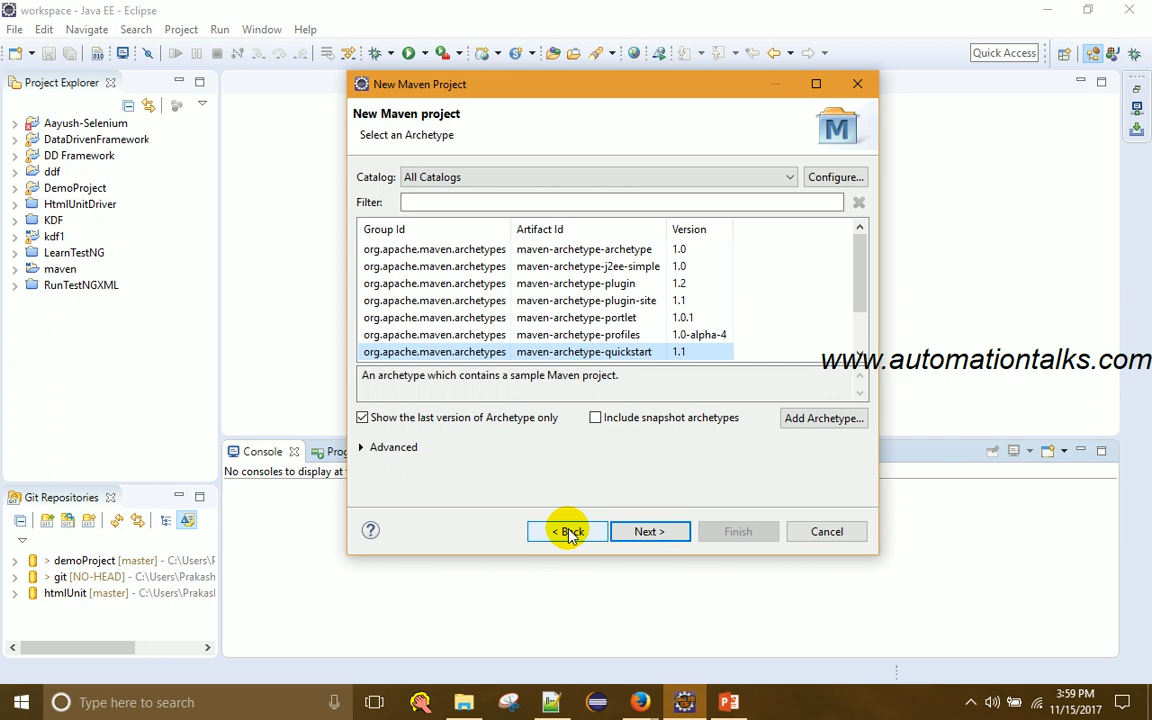 workspace - Java EE - Eclipse
File Edit Navigate Search Project Run Window Help
Quick Access
Project Explorer
Aayush-Selenium
DataDrivenFramework
DD Framework
ddf
DemoProject
HtmlUnitDriver
KDF
kdf1
LearnTestNG
maven
RunTestNGXML
New Maven Project
New Maven project
Select an Archetype
M
Catalog: All Catalogs Configure...
Filter:
Group Id Artifact Id Version
org.apache.maven.archetypes maven-archetype-archetype 1.0
org.apache.maven.archetypes maven-archetype-j2ee-simple 1.0
org.apache.maven.archetypes maven-archetype-plugin 1.2
org.apache.maven.archetypes maven-archetype-plugin-site 1.1
org.apache.maven.archetypes maven-archetype-portlet 1.0.1
org.apache.maven.archetypes maven-archetype-profiles 1.0-alpha-4
org.apache.maven.archetypes maven-archetype-quickstart 1.1
www.automationtalks.com
An archetype which contains a sample Maven project.
Show the last version of Archetype only Include snapshot archetypes Add Archetype...
Advanced
< Back Next > Finish Cancel
Console Prog
No consoles to display at
Git Repositories
> demoProject [master] - C:\Users\P
> git [NO-HEAD] - C:\Users\Prakash
htmlUnit [master] - C:\Users\Prakas
Type here to search
3:59 PM
11/15/2017